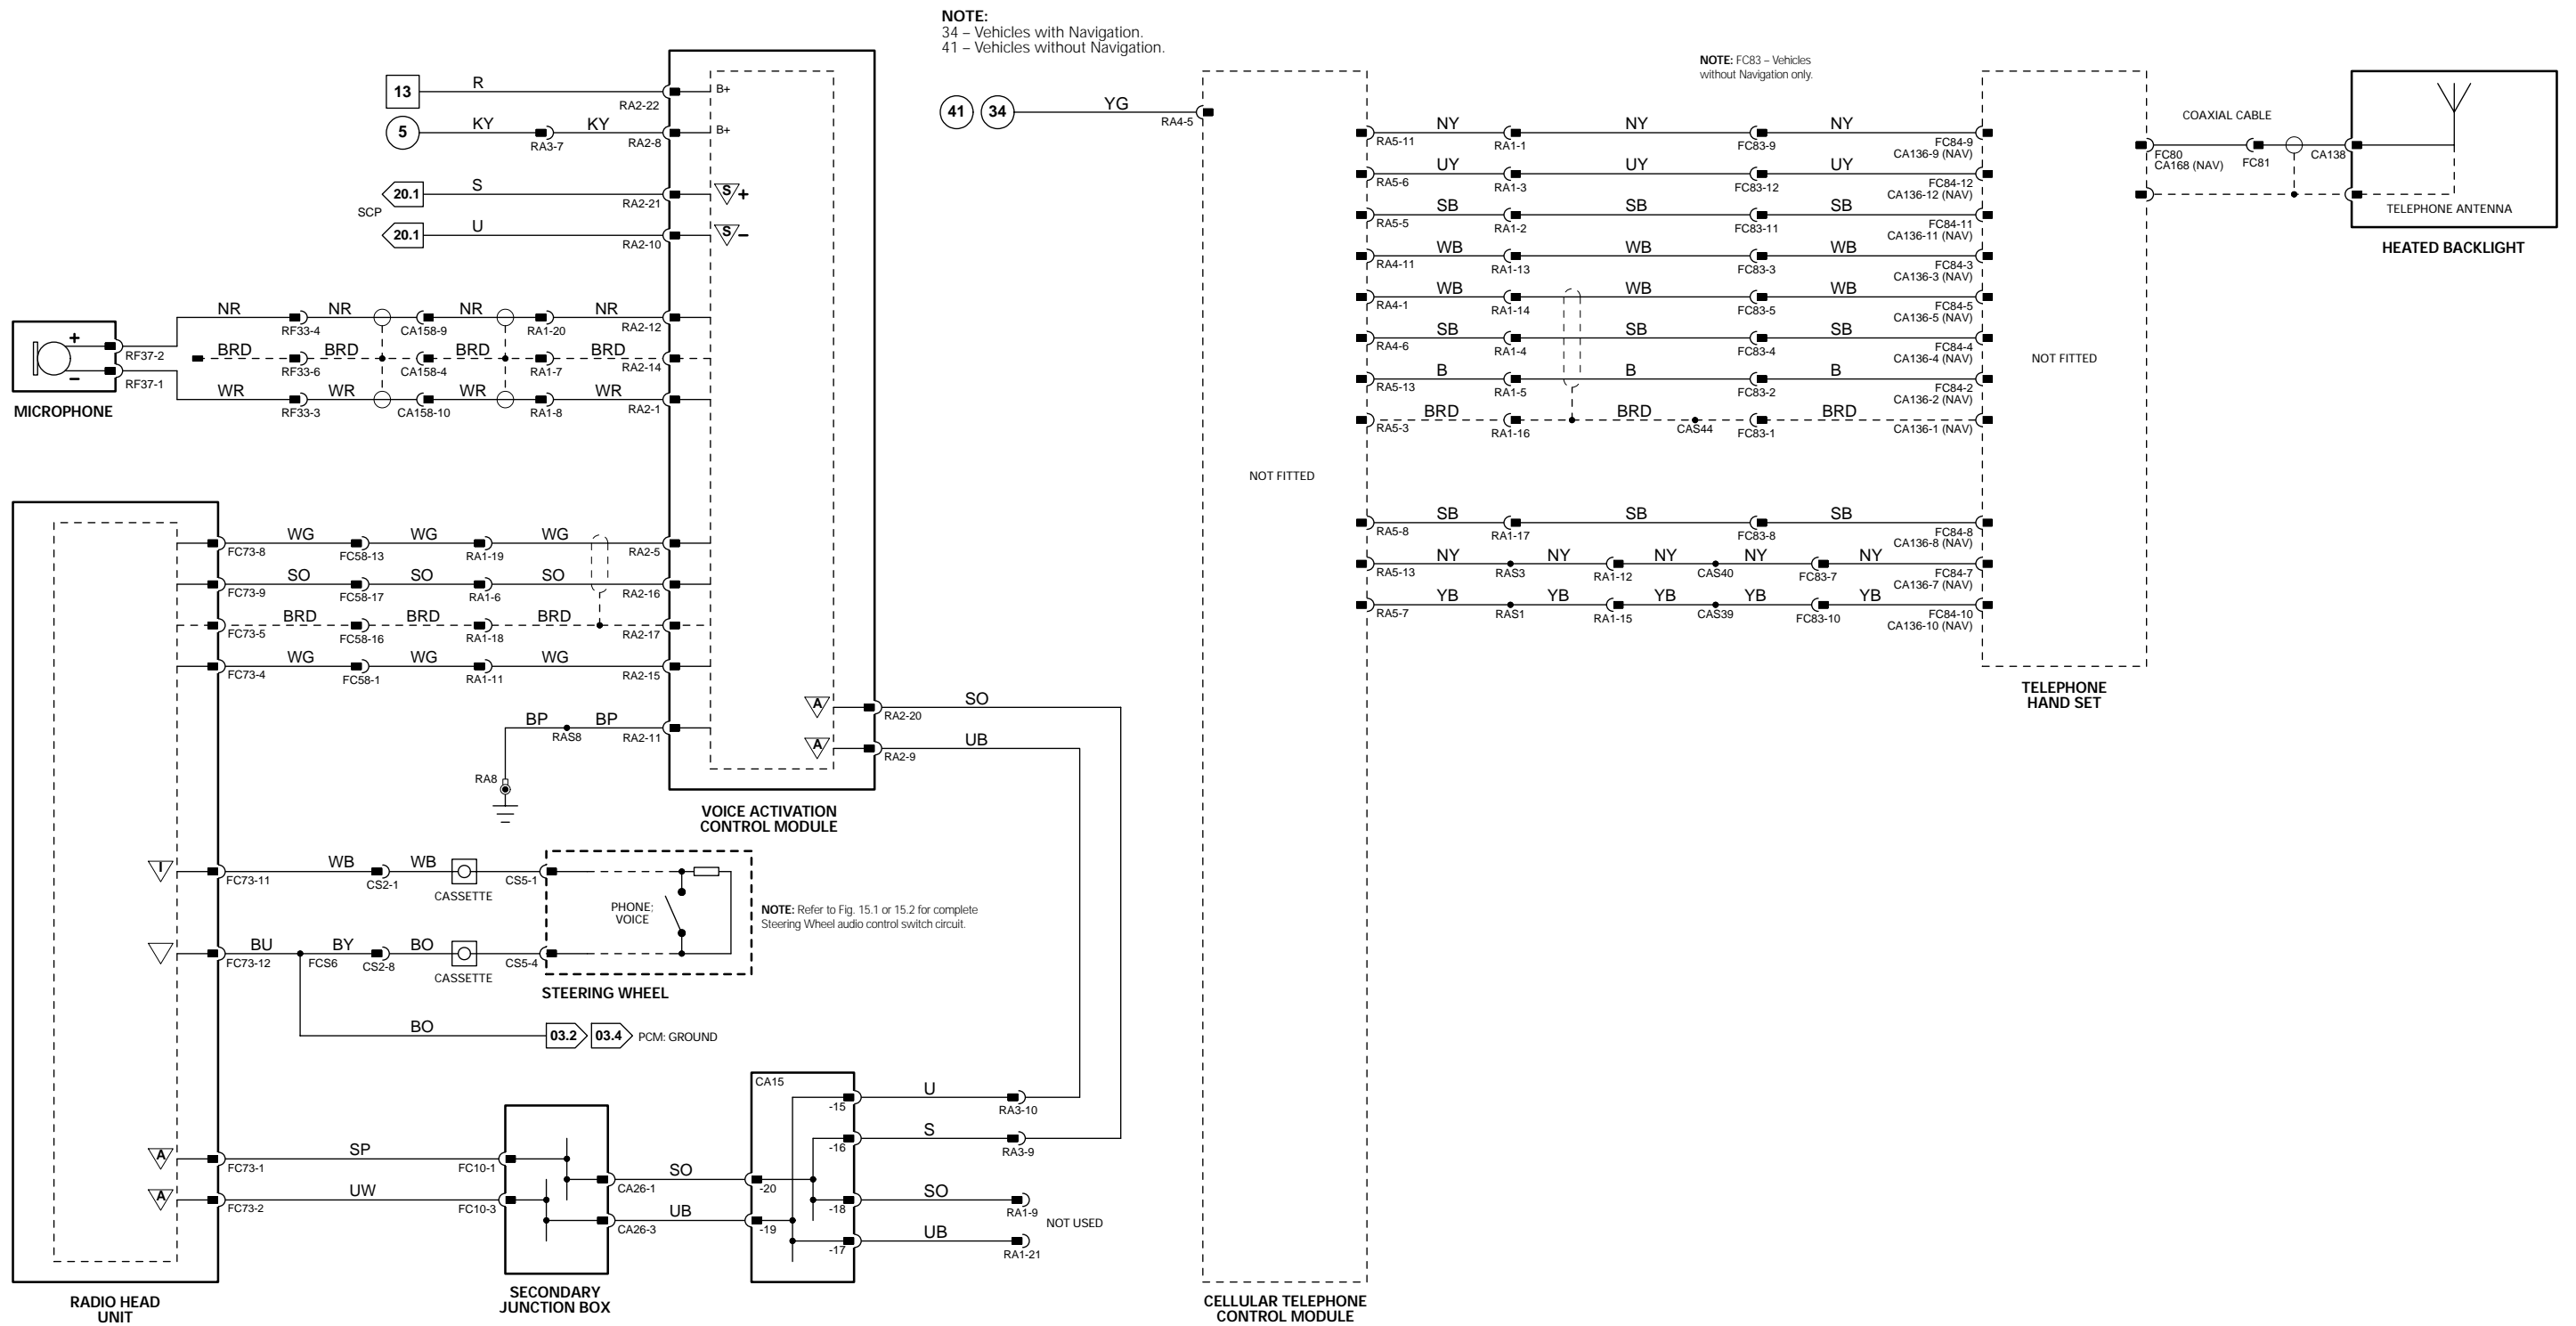 NOTE:
34 – Vehicles with Navigation.
41 – Vehicles without Navigation.
NOTE: FC83 – Vehicles
without Navigation only.
13
R
RA2-22
B+
5
KY
RA3-7
KY
RA2-8
B+
20.1
S
RA2-21
S +
SCP
20.1
U
RA2-10
S –
+
–
RF37-2
RF37-1
MICROPHONE
NR
RF33-4
NR
CA158-9
NR
RA1-20
NR
RA2-12
BRD
RF33-6
BRD
CA158-4
BRD
RA1-7
BRD
RA2-14
WR
RF33-3
WR
CA158-10
WR
RA1-8
WR
RA2-1
FC73-8
WG
FC58-13
WG
RA1-19
WG
RA2-5
FC73-9
SO
FC58-17
SO
RA1-6
SO
RA2-16
FC73-5
BRD
FC58-16
BRD
RA1-18
BRD
RA2-17
FC73-4
WG
FC58-1
WG
RA1-11
WG
RA2-15
BP
RAS8
BP
RA2-11
RA8
A
RA2-20
SO
A
RA2-9
UB
VOICE ACTIVATION
CONTROL MODULE
I
FC73-11
WB
CS2-1
WB
CASSETTE
CS5-1
PHONE;
VOICE
NOTE: Refer to Fig. 15.1 or 15.2 for complete
Steering Wheel audio control switch circuit.
FC73-12
BU
FCS6
BY
CS2-8
BO
CASSETTE
CS5-4
STEERING WHEEL
BO
03.2
03.4
PCM: GROUND
A
FC73-1
SP
FC10-1
CA26-1
SO
-20
A
FC73-2
UW
FC10-3
CA26-3
UB
-19
CA15
-15
U
RA3-10
-16
S
RA3-9
-18
SO
RA1-9
-17
UB
RA1-21
NOT USED
RADIO HEAD
UNIT
SECONDARY
JUNCTION BOX
41
34
YG
RA4-5
NOT FITTED
CELLULAR TELEPHONE
CONTROL MODULE
RA5-11
NY
RA1-1
NY
FC83-9
NY
FC84-9
CA136-9 (NAV)
RA5-6
UY
RA1-3
UY
FC83-12
UY
FC84-12
CA136-12 (NAV)
RA5-5
SB
RA1-2
SB
FC83-11
SB
FC84-11
CA136-11 (NAV)
RA4-11
WB
RA1-13
WB
FC83-3
WB
FC84-3
CA136-3 (NAV)
RA4-1
WB
RA1-14
WB
FC83-5
WB
FC84-5
CA136-5 (NAV)
RA4-6
SB
RA1-4
SB
FC83-4
SB
FC84-4
CA136-4 (NAV)
RA5-13
B
RA1-5
B
FC83-2
B
FC84-2
CA136-2 (NAV)
RA5-3
BRD
RA1-16
BRD
CAS44
FC83-1
BRD
CA136-1 (NAV)
RA5-8
SB
RA1-17
SB
FC83-8
SB
FC84-8
CA136-8 (NAV)
RA5-13
NY
RAS3
NY
RA1-12
NY
CAS40
NY
FC83-7
NY
FC84-7
CA136-7 (NAV)
RA5-7
YB
RAS1
YB
RA1-15
YB
CAS39
YB
FC83-10
YB
FC84-10
CA136-10 (NAV)
NOT FITTED
TELEPHONE
HAND SET
COAXIAL CABLE
FC80
CA168 (NAV)
FC81
CA138
TELEPHONE ANTENNA
HEATED BACKLIGHT